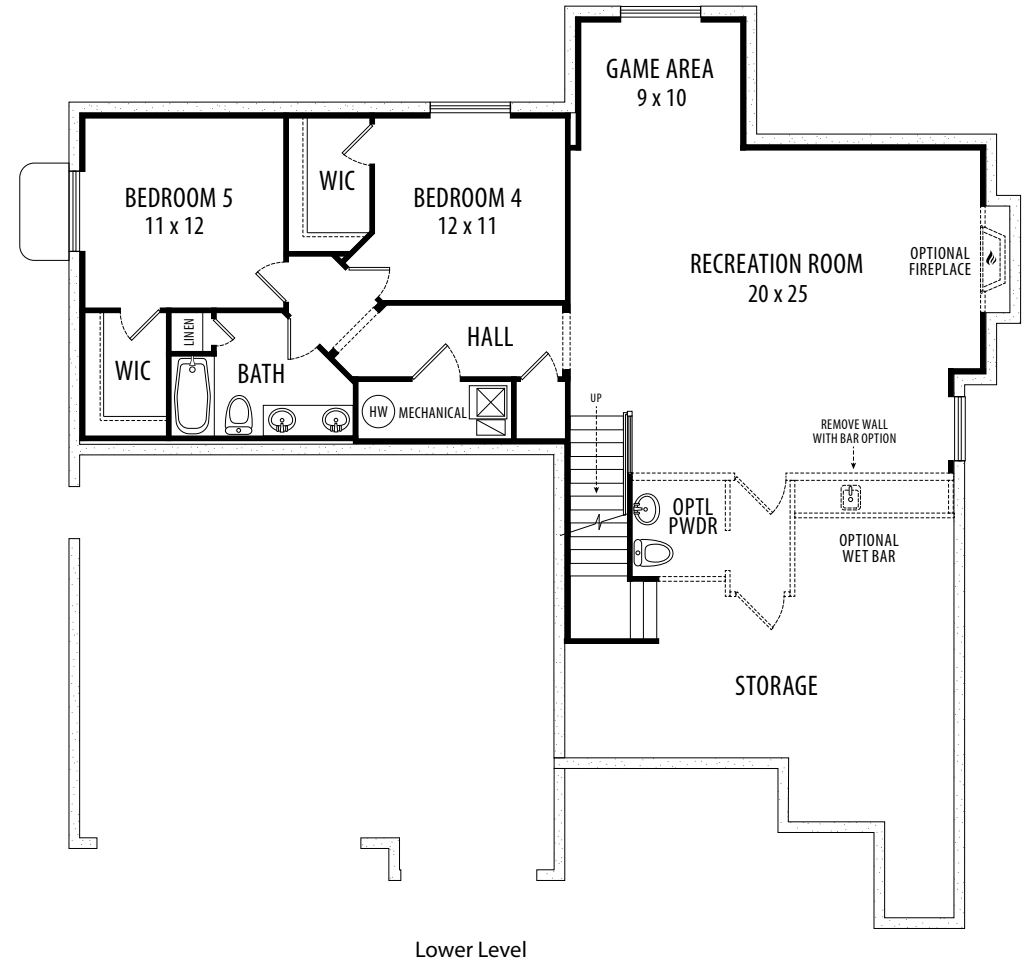 GAME AREA
9 x 10
BEDROOM 5
11 x 12
WIC
BEDROOM 4
12 x 11
RECREATION ROOM
20 x 25
OPTIONAL
FIREPLACE
LINEN
HALL
WIC
BATH
HW
MECHANICAL
UP
REMOVE WALL
WITH BAR OPTION
OPTL
PWDR
OPTIONAL
WET BAR
STORAGE
Lower Level